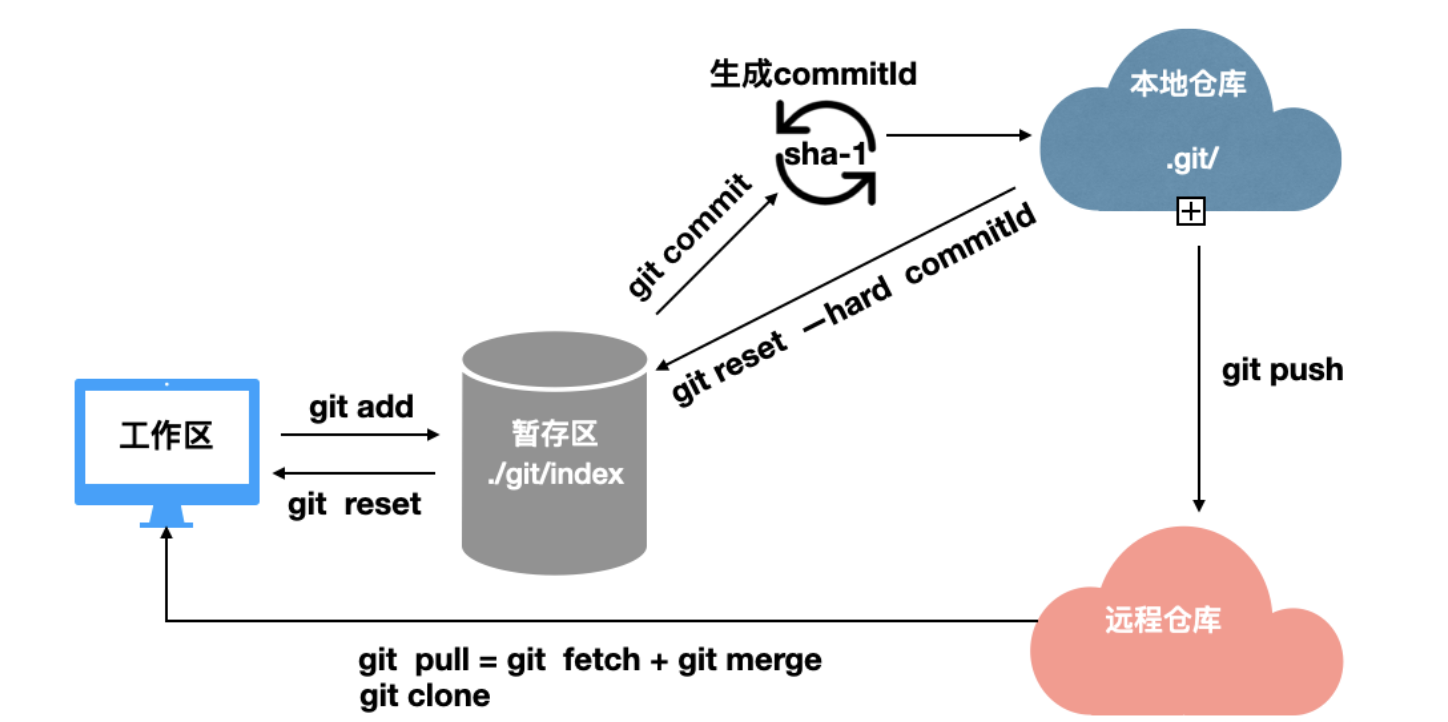 生成commitId
sha-1
本地仓库
.git/
git commit
git reset —hard commitId
git push
工作区
git add
git reset
暂存区
./git/index
远程仓库
git pull = git fetch + git merge
git clone